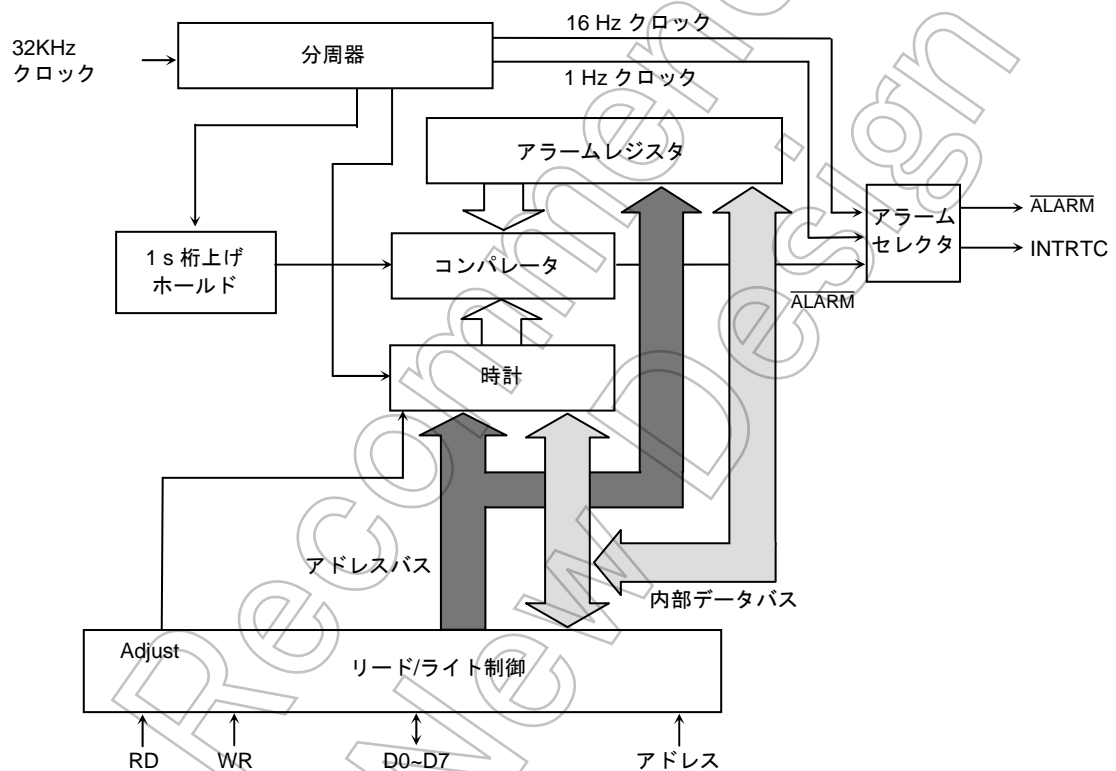 16 Hz クロック
32KHz
クロック
分周器
1 Hz クロック
アラームレジスタ
アラーム
セレクタ
ALARM
INTRTC
1 s 桁上げ
ホールド
コンパレータ
ALARM
時計
アドレスバス
内部データバス
Adjust
リード/ライト制御
RD
WR
D0~D7
アドレス
Recommen
New Design